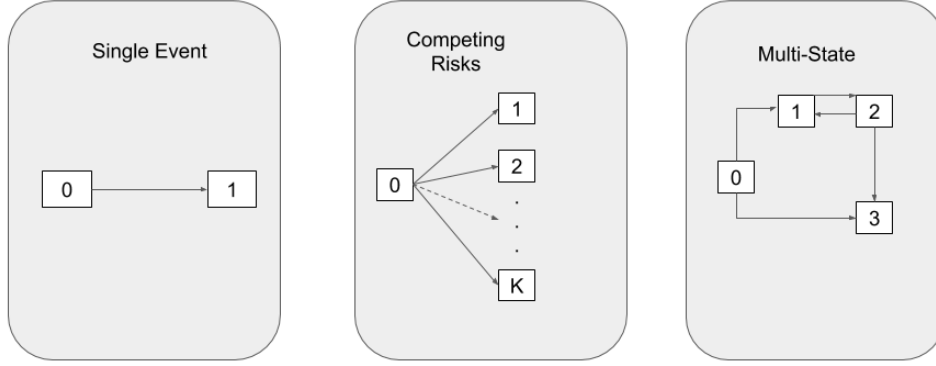 Single Event
0
1
Competing
Risks
0
1
2
.
.
.
K
Multi-State
0
1
2
3